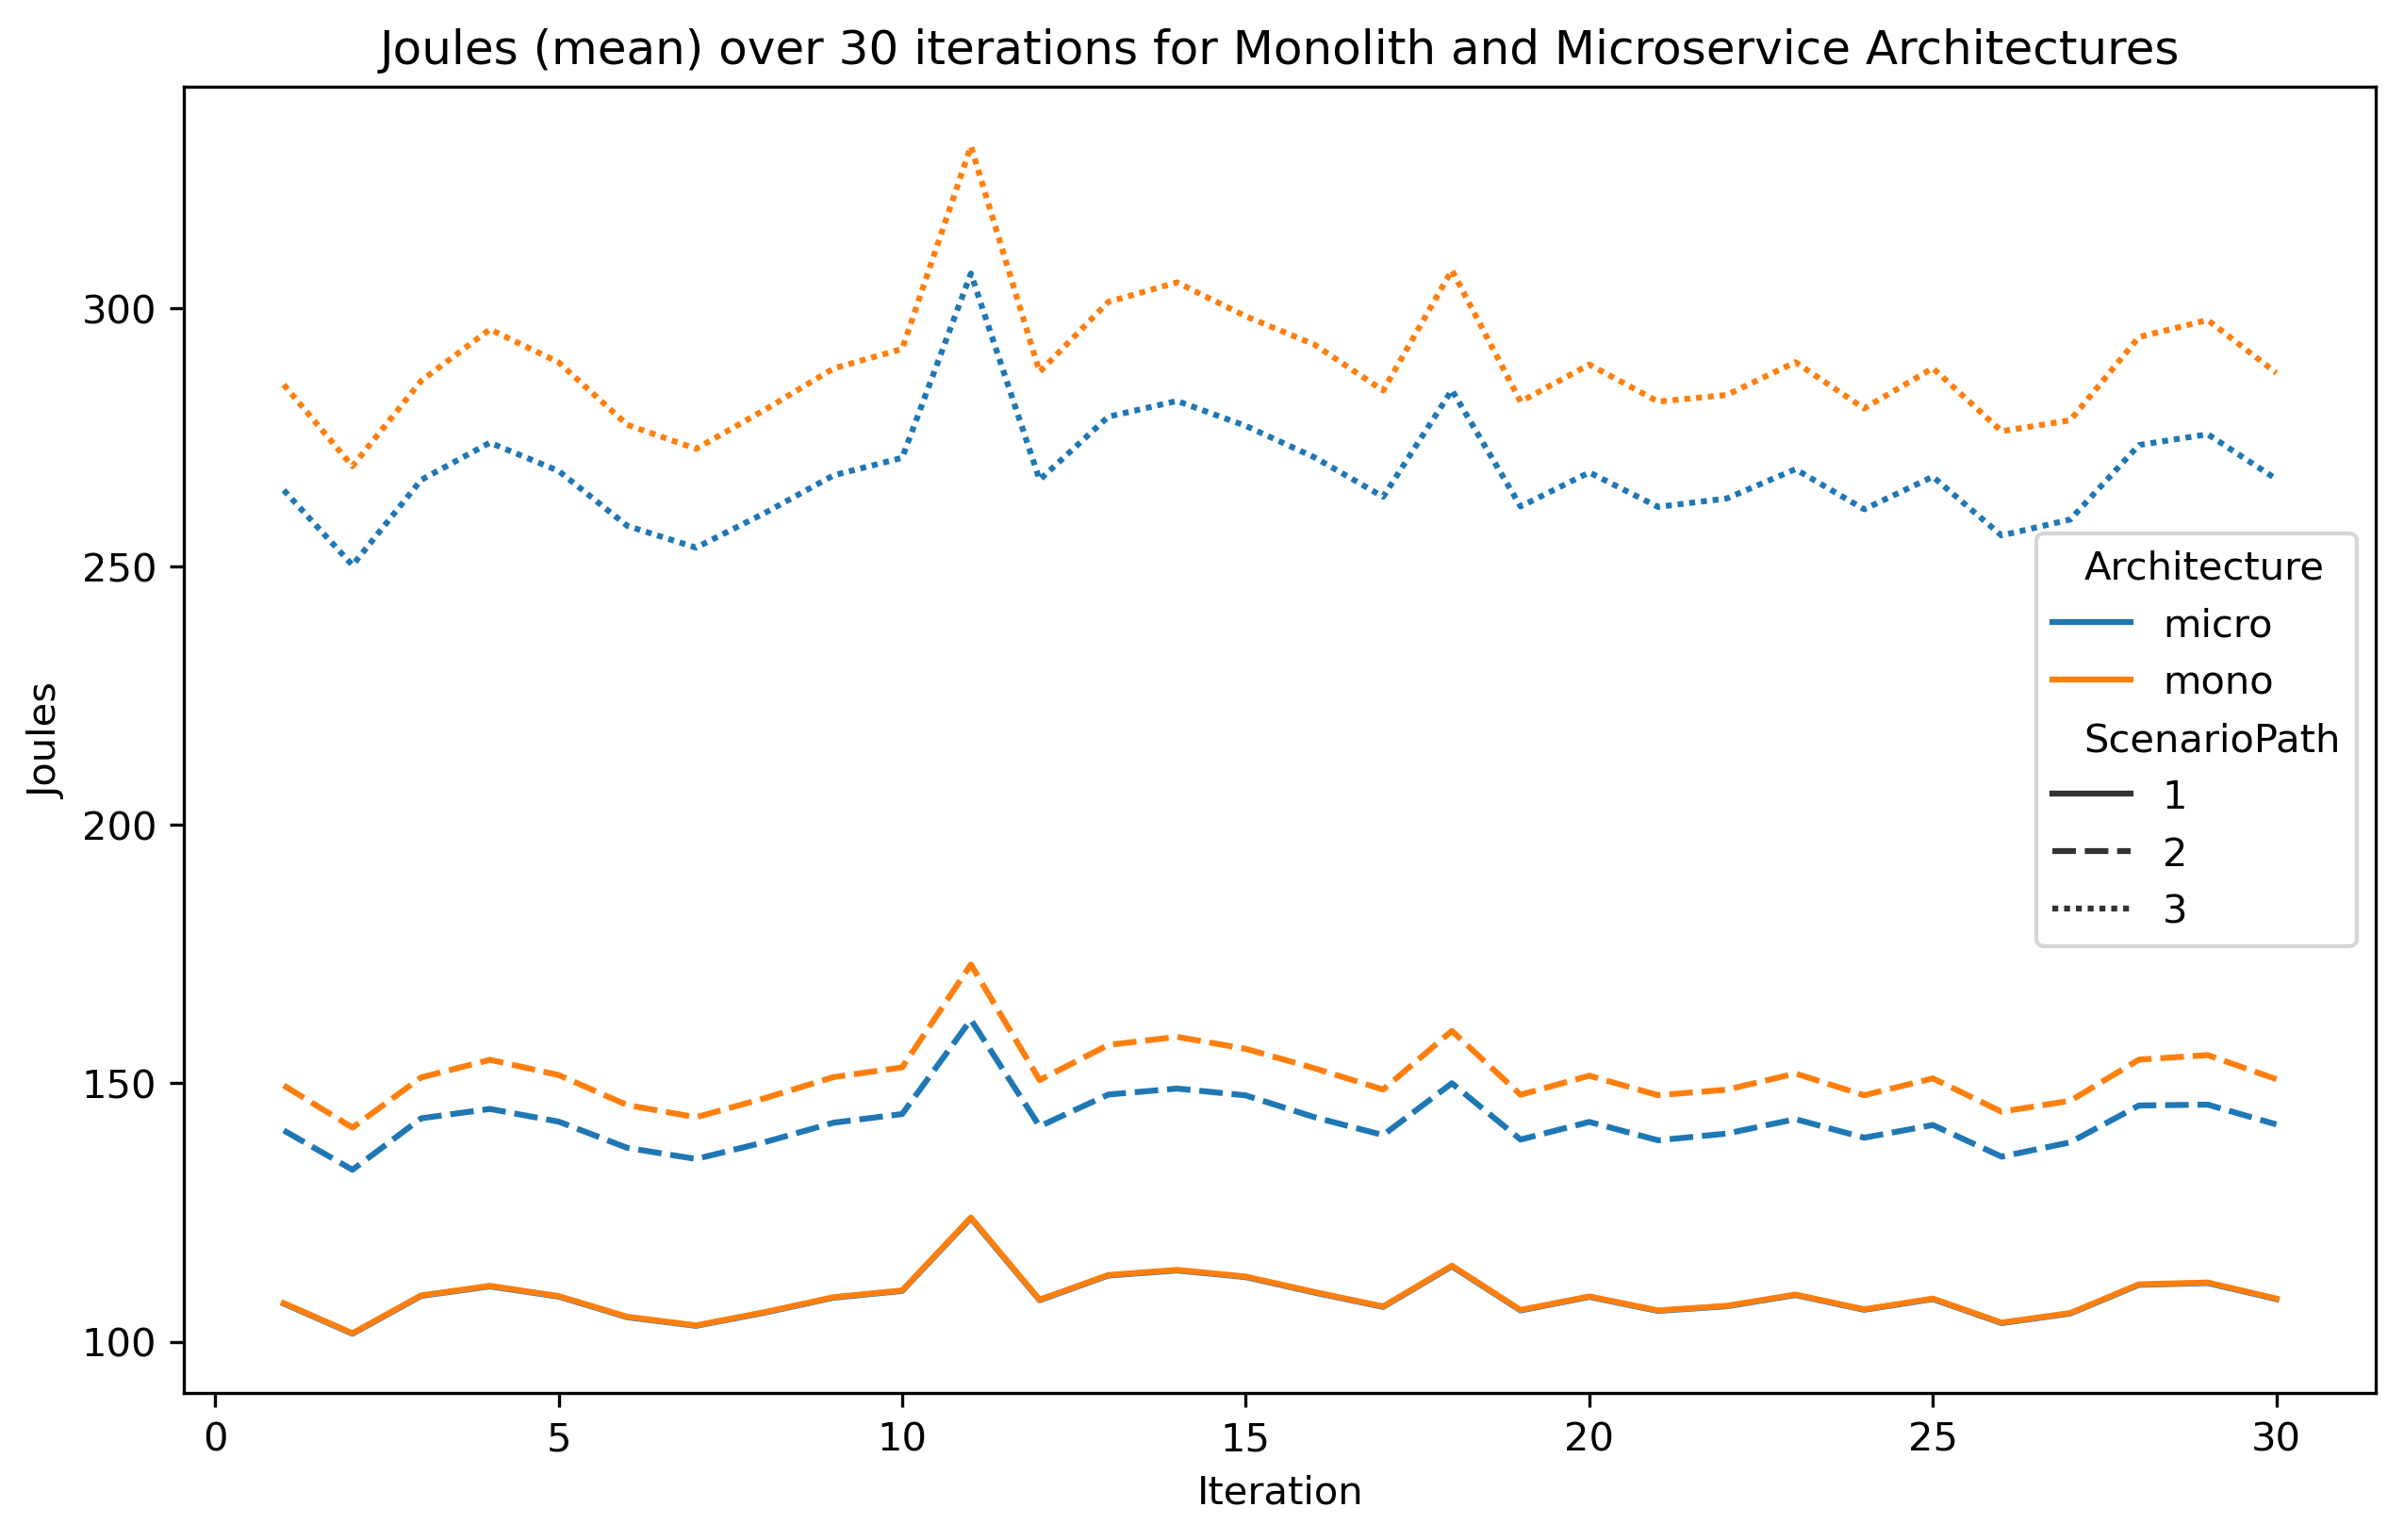 Joules (mean) over 30 iterations for Monolith and Microservice Architectures
300
250
200
150
100
Joules
Architecture
micro
mono
ScenarioPath
1
2
3
0 5 10 15 20 25 30
Iteration